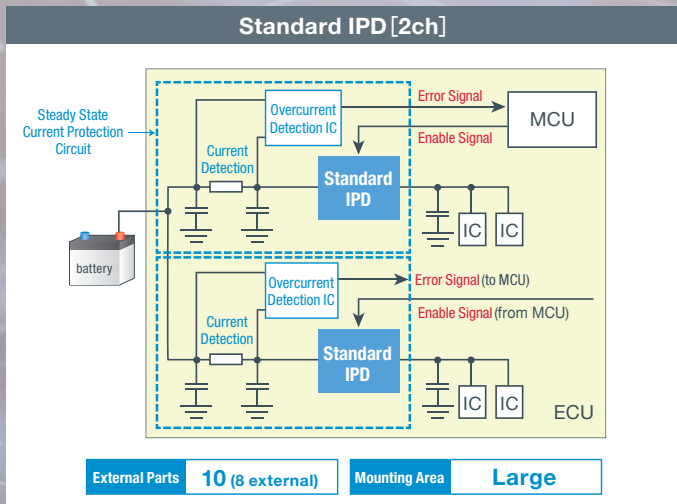 Standard IPD [2ch]
Steady State
Current Protection
Circuit
Overcurrent
Detection IC
Error Signal
MCU
Enable Signal
Current
Detection
Standard
IPD
IC
IC
battery
Overcurrent
Detection IC
Error Signal (to MCU)
Enable Signal (from MCU)
Current
Detection
Standard
IPD
IC
IC
ECU
External Parts 10 (8 external)
Mounting Area Large